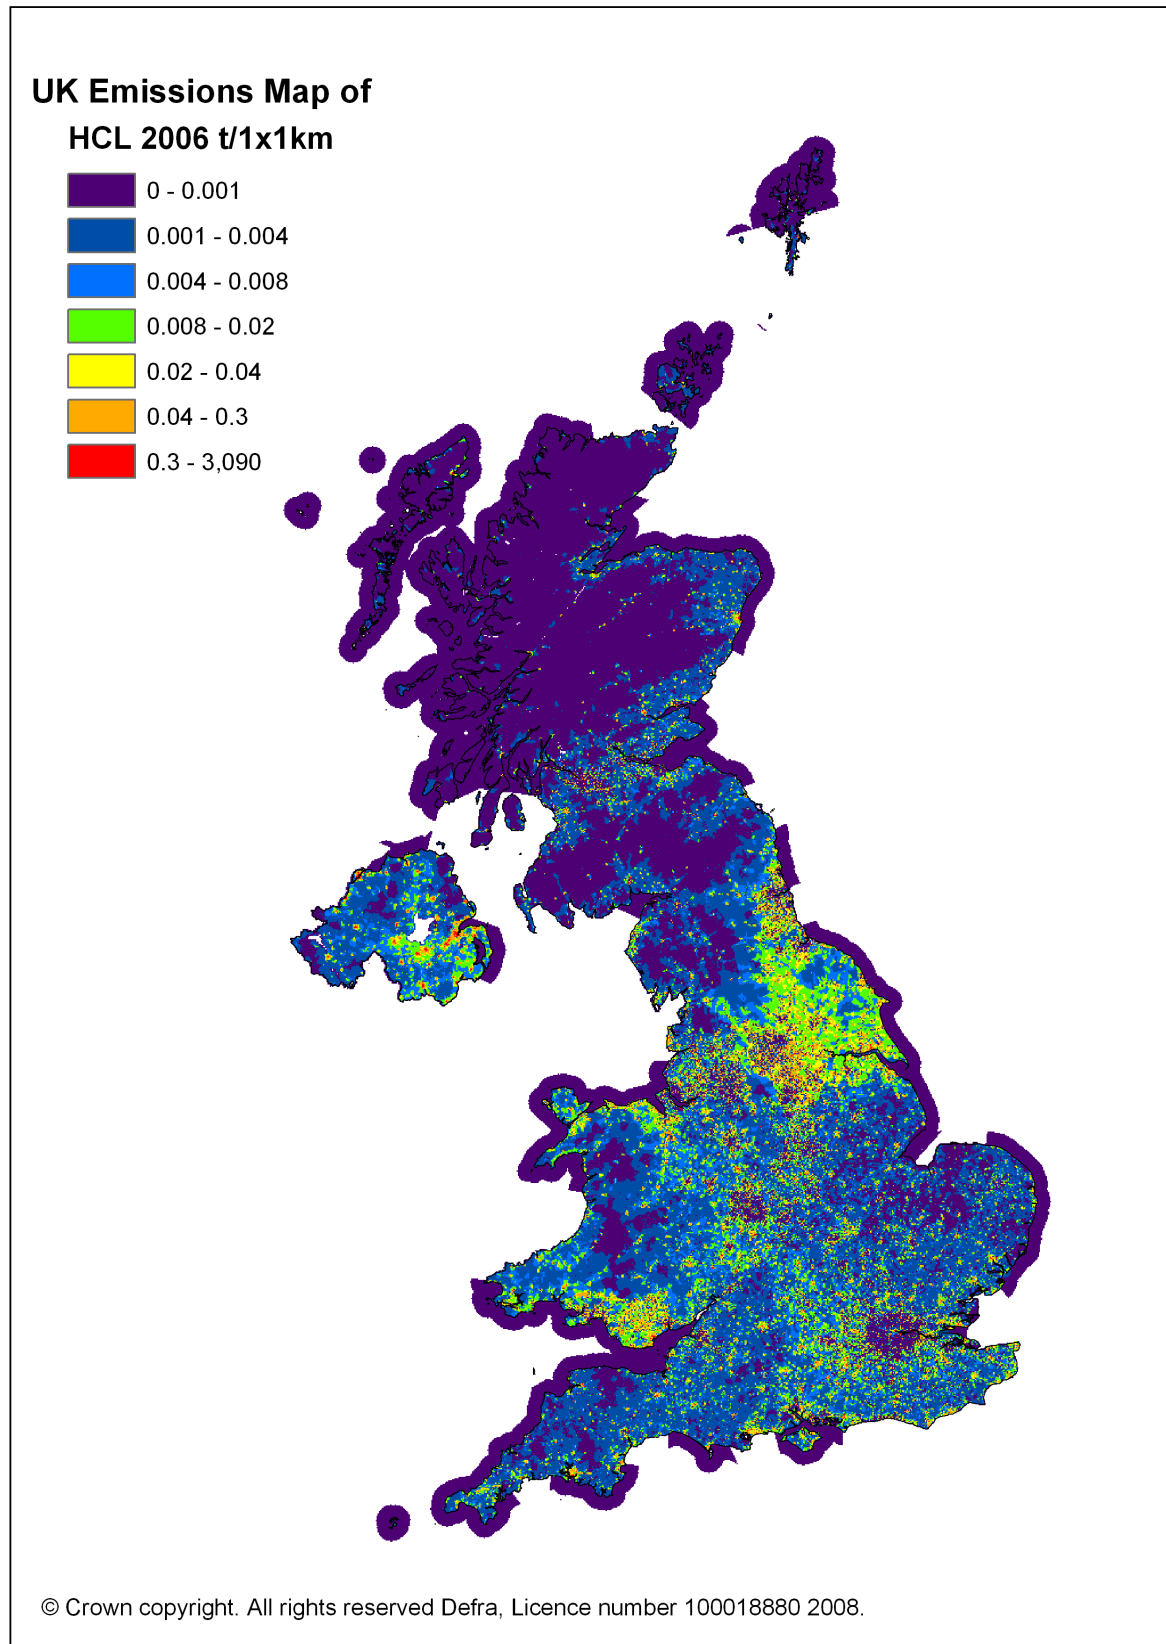 UK Emissions Map of
HCL 2006 t/1x1km
0 - 0.001
0.001 - 0.004
0.004 - 0.008
0.008 - 0.02
0.02 - 0.04
0.04 - 0.3
0.3 - 3,090
© Crown copyright. All rights reserved Defra, Licence number 100018880 2008.